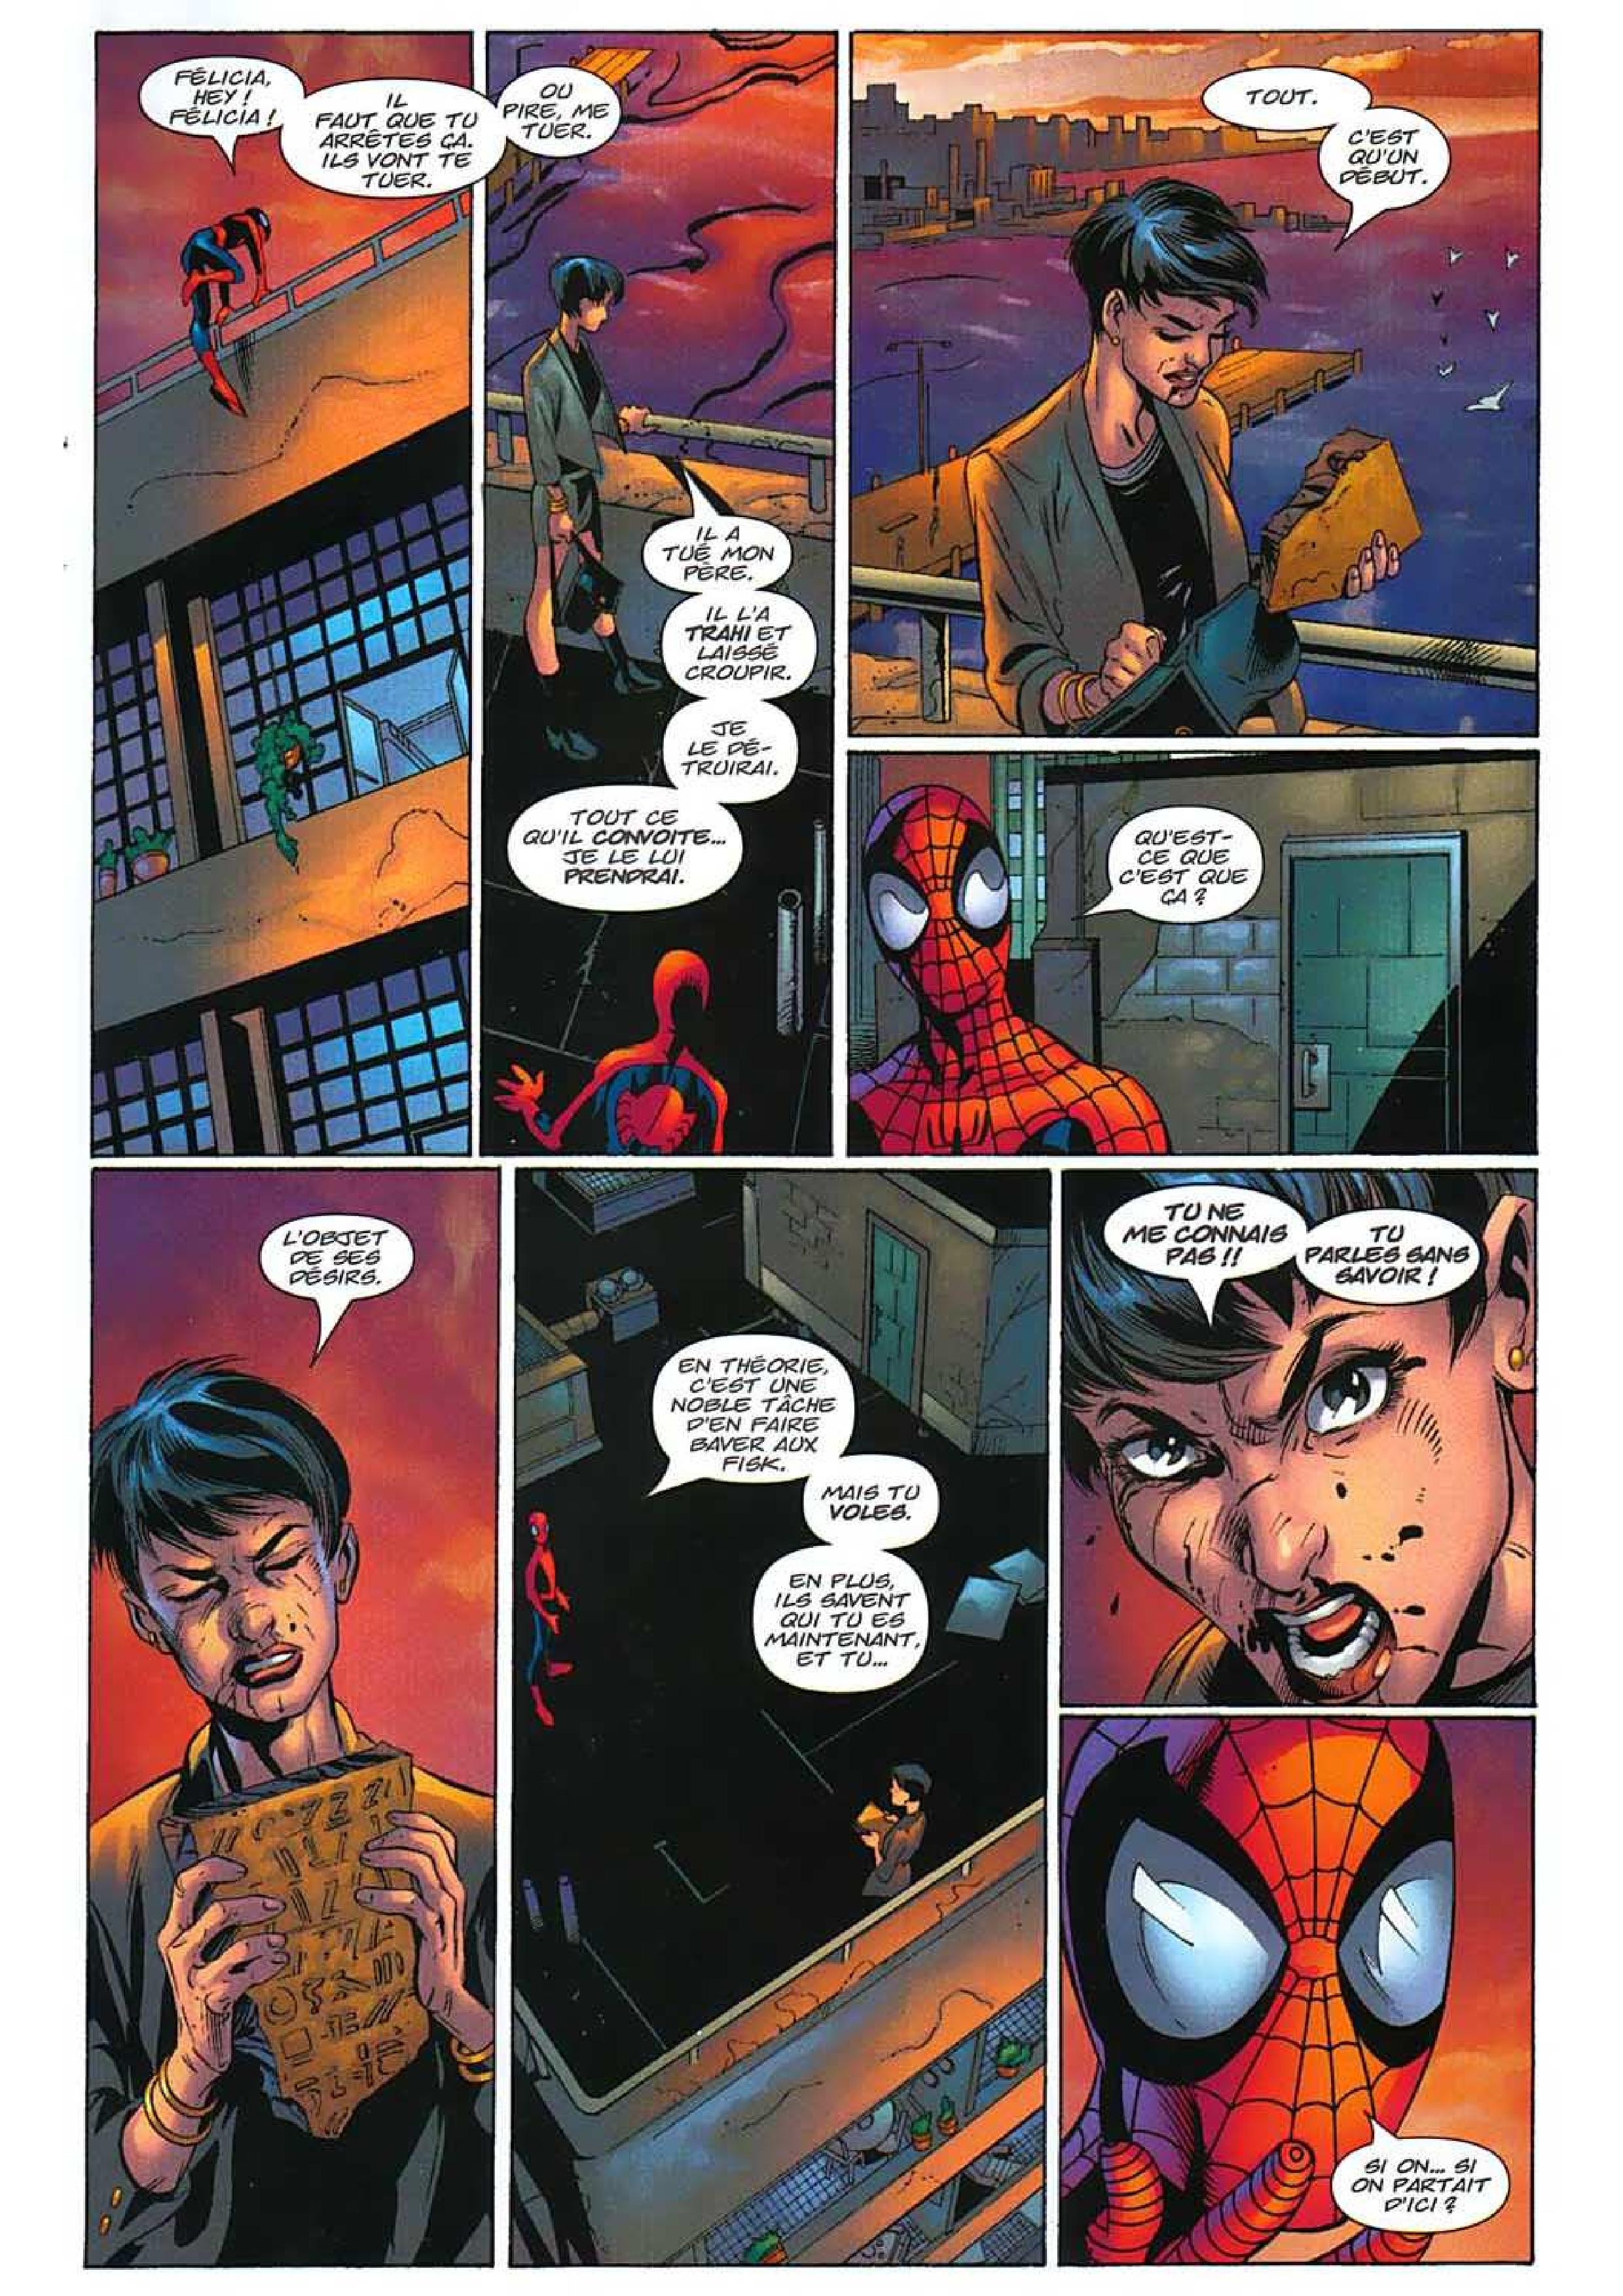 FÉLICIA,
HEY !
FÉLICIA !
IL
FAUT QUE TU
ARRÊTES ÇA.
ILS VONT TE
TUER.
OU
PIRE, ME
TUER.
IL A
TUÉ MON
PÈRE.
IL L'A
TRAHI ET
LAISSÉ
CROUPIR.
JE
LE DÉ-
TRUIRAI.
TOUT CE
QU'IL CONVOITE...
JE LE LUI
PRENDRAI.
TOUT.
C'EST
QU'UN
DÉBUT.
QU'EST-
CE QUE
C'EST QUE
ÇA ?
L'OBJET
DE SES
DÉSIRS.
EN THÉORIE,
C'EST UNE
NOBLE TÂCHE
D'EN FAIRE
BAVER AUX
FISK.
MAIS TU
VOLES.
EN PLUS,
ILS SAVENT
QUI TU ES
MAINTENANT,
ET TU...
TU NE
ME CONNAIS
PAS !!
TU
PARLES SANS
SAVOIR !
SI ON... SI
ON PARTAIT
D'ICI ?